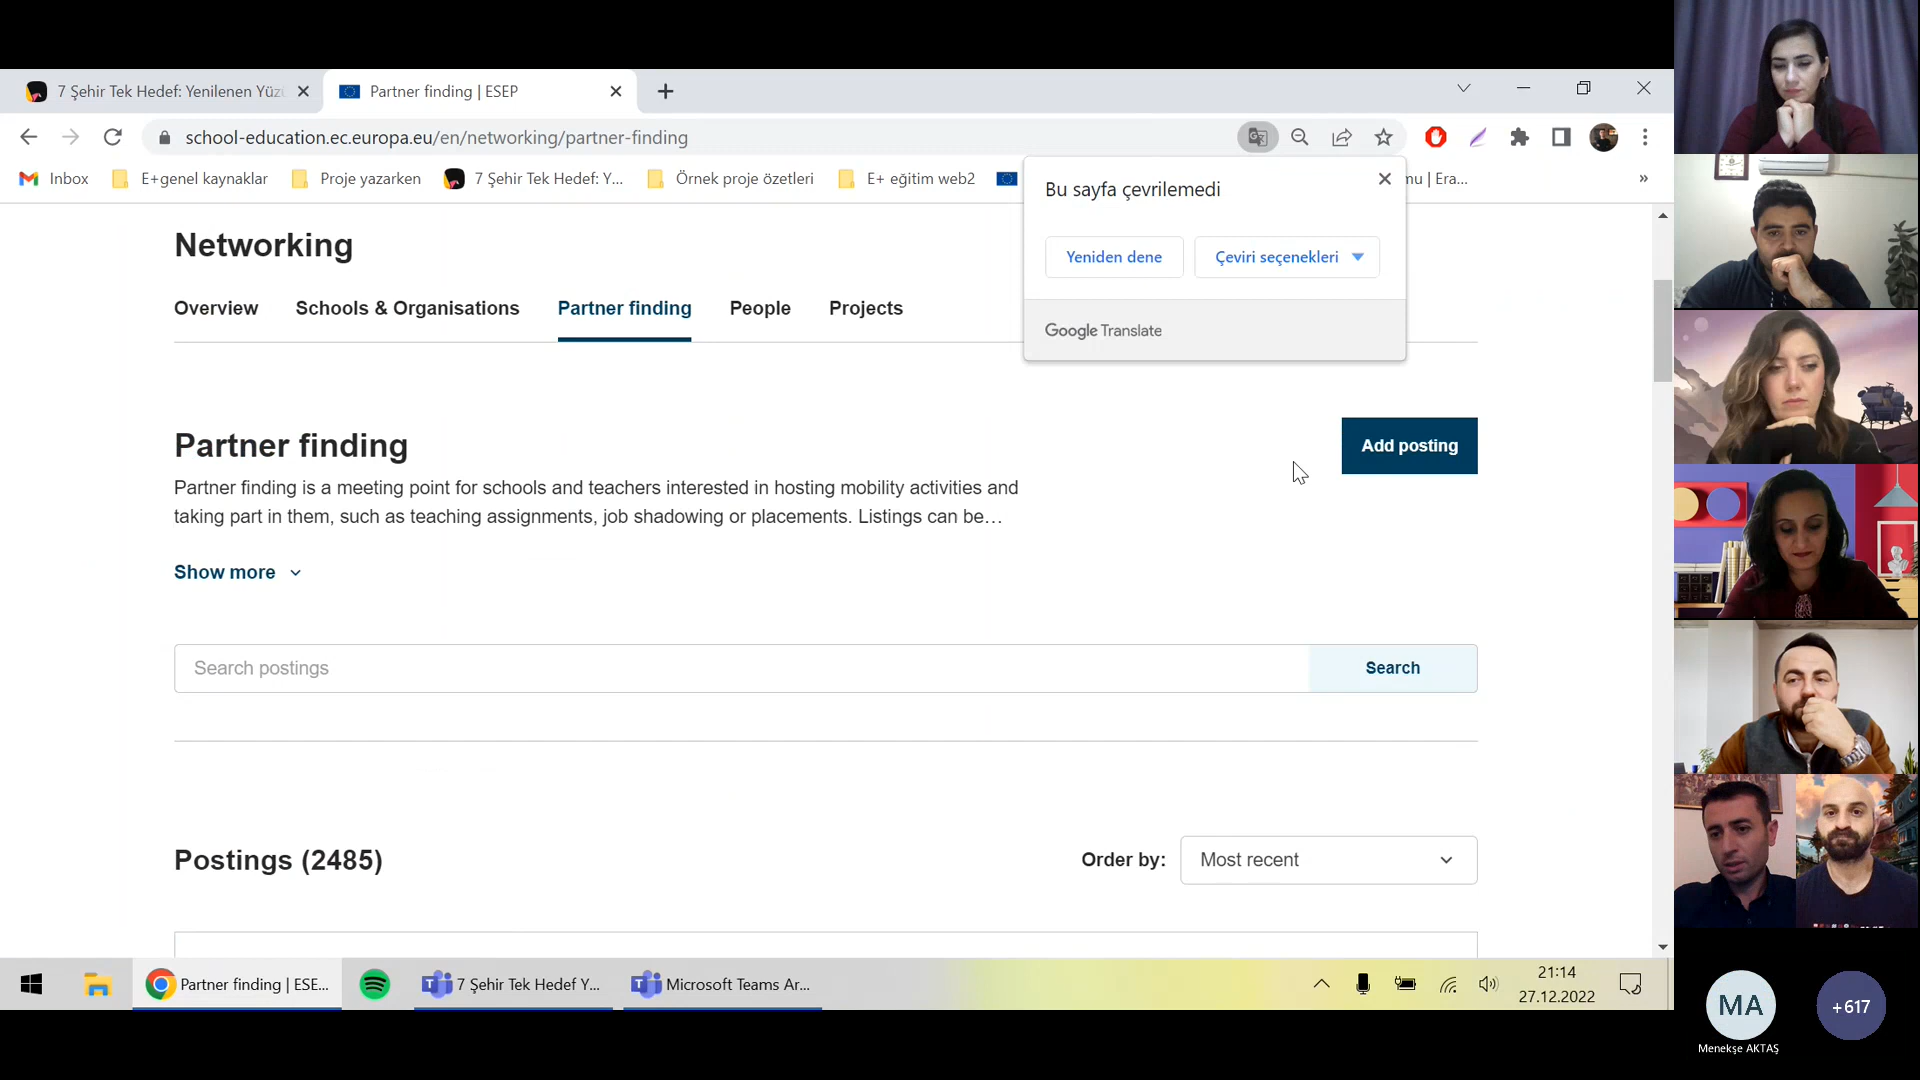 7 Şehir Tek Hedef: Yenilenen Yüzü
Partner finding | ESEP
school-education.ec.europa.eu/en/networking/partner-finding
Inbox
E+genel kaynaklar
Proje yazarken
7 Şehir Tek Hedef: Y...
Örnek proje özetleri
E+ eğitim web2
mu | Era...
»
Bu sayfa çevrilemedi
Yeniden dene
Çeviri seçenekleri
Google Translate
Networking
Overview
Schools & Organisations
Partner finding
People
Projects
Partner finding
Add posting
Partner finding is a meeting point for schools and teachers interested in hosting mobility activities and
taking part in them, such as teaching assignments, job shadowing or placements. Listings can be…
Show more
Search postings
Search
Postings (2485)
Order by:
Most recent
Partner finding | ESE...
7 Şehir Tek Hedef Y...
Microsoft Teams Ar...
21:14
27.12.2022
MA
Menekşe AKTAŞ
+617